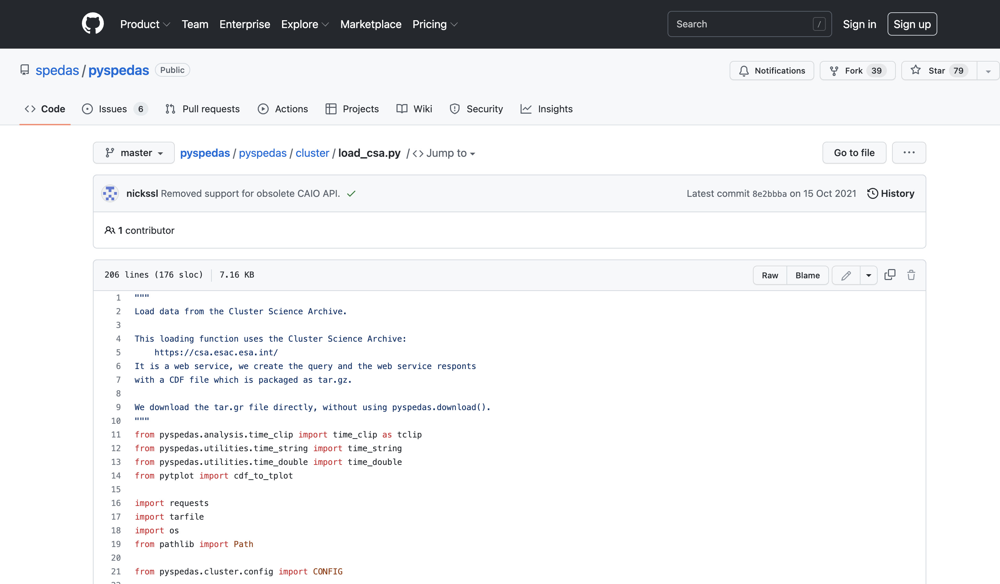 Product Team Enterprise Explore Marketplace Pricing Search / Sign in Sign up
spedas / pyspedas Public Notifications Fork 39 Star 79
Code Issues 6 Pull requests Actions Projects Wiki Security Insights
master pyspedas / pyspedas / cluster / load_csa.py / <> Jump to Go to file ...
nickssl Removed support for obsolete CAIO API. Latest commit 8e2bbba on 15 Oct 2021 History
1 contributor
206 lines (176 sloc) 7.16 KB Raw Blame
1 """
2 Load data from the Cluster Science Archive.
3
4 This loading function uses the Cluster Science Archive:
5 https://csa.esac.esa.int/
6 It is a web service, we create the query and the web service responts
7 with a CDF file which is packaged as tar.gz.
8
9 We download the tar.gr file directly, without using pyspedas.download().
10 """
11 from pyspedas.analysis.time_clip import time_clip as tclip
12 from pyspedas.utilities.time_string import time_string
13 from pyspedas.utilities.time_double import time_double
14 from pytplot import cdf_to_tplot
15
16 import requests
17 import tarfile
18 import os
19 from pathlib import Path
20
21 from pyspedas.cluster.config import CONFIG